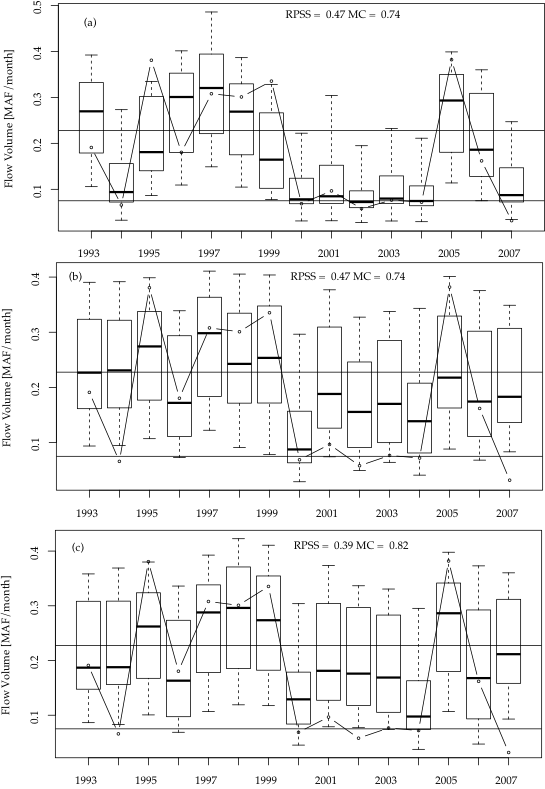 (a)
RPSS = 0.47 MC = 0.74
Flow Volume [MAF/month]
0.5
0.4
0.3
0.2
0.1
1993 1995 1997 1999 2001 2003 2005 2007
(b)
RPSS = 0.47 MC = 0.74
Flow Volume [MAF/month]
0.4
0.3
0.2
0.1
1993 1995 1997 1999 2001 2003 2005 2007
(c)
RPSS = 0.39 MC = 0.82
Flow Volume [MAF/month]
0.4
0.3
0.2
0.1
1993 1995 1997 1999 2001 2003 2005 2007